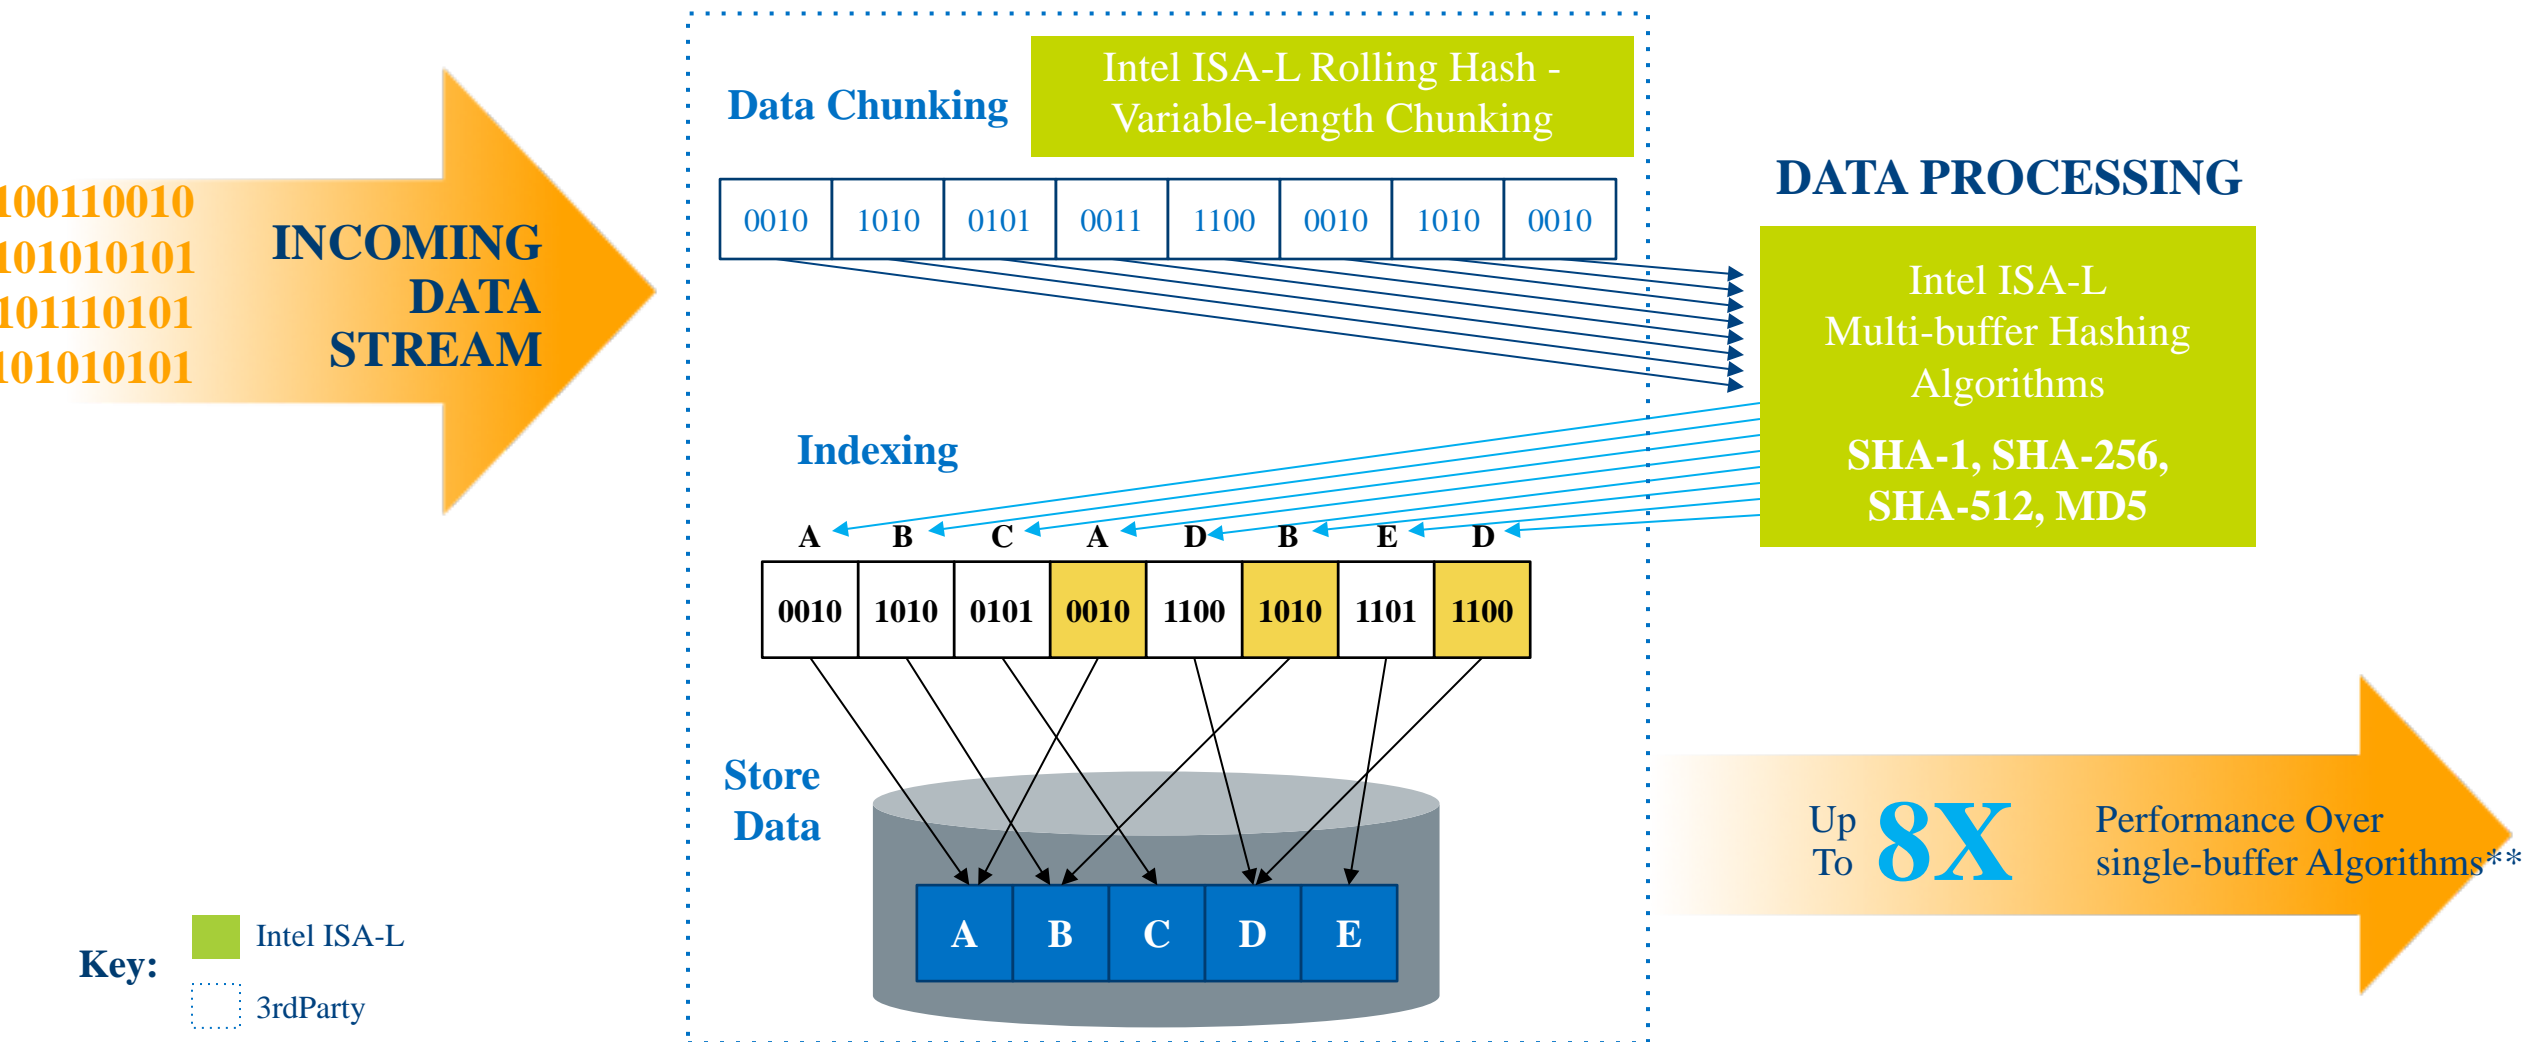 100110010
101010101
101110101
101010101
INCOMING
DATA
STREAM
Data Chunking
Intel ISA-L Rolling Hash -
Variable-length Chunking
0010 1010 0101 0011 1100 0010 1010 0010
DATA PROCESSING
Intel ISA-L
Multi-buffer Hashing
Algorithms
SHA-1, SHA-256,
SHA-512, MD5
Indexing
A B C A D B E D
0010 1010 0101 0010 1100 1010 1101 1100
Store
Data
A B C D E
Up
To
8X
Performance Over
single-buffer Algorithms**
Key:
Intel ISA-L
3rdParty